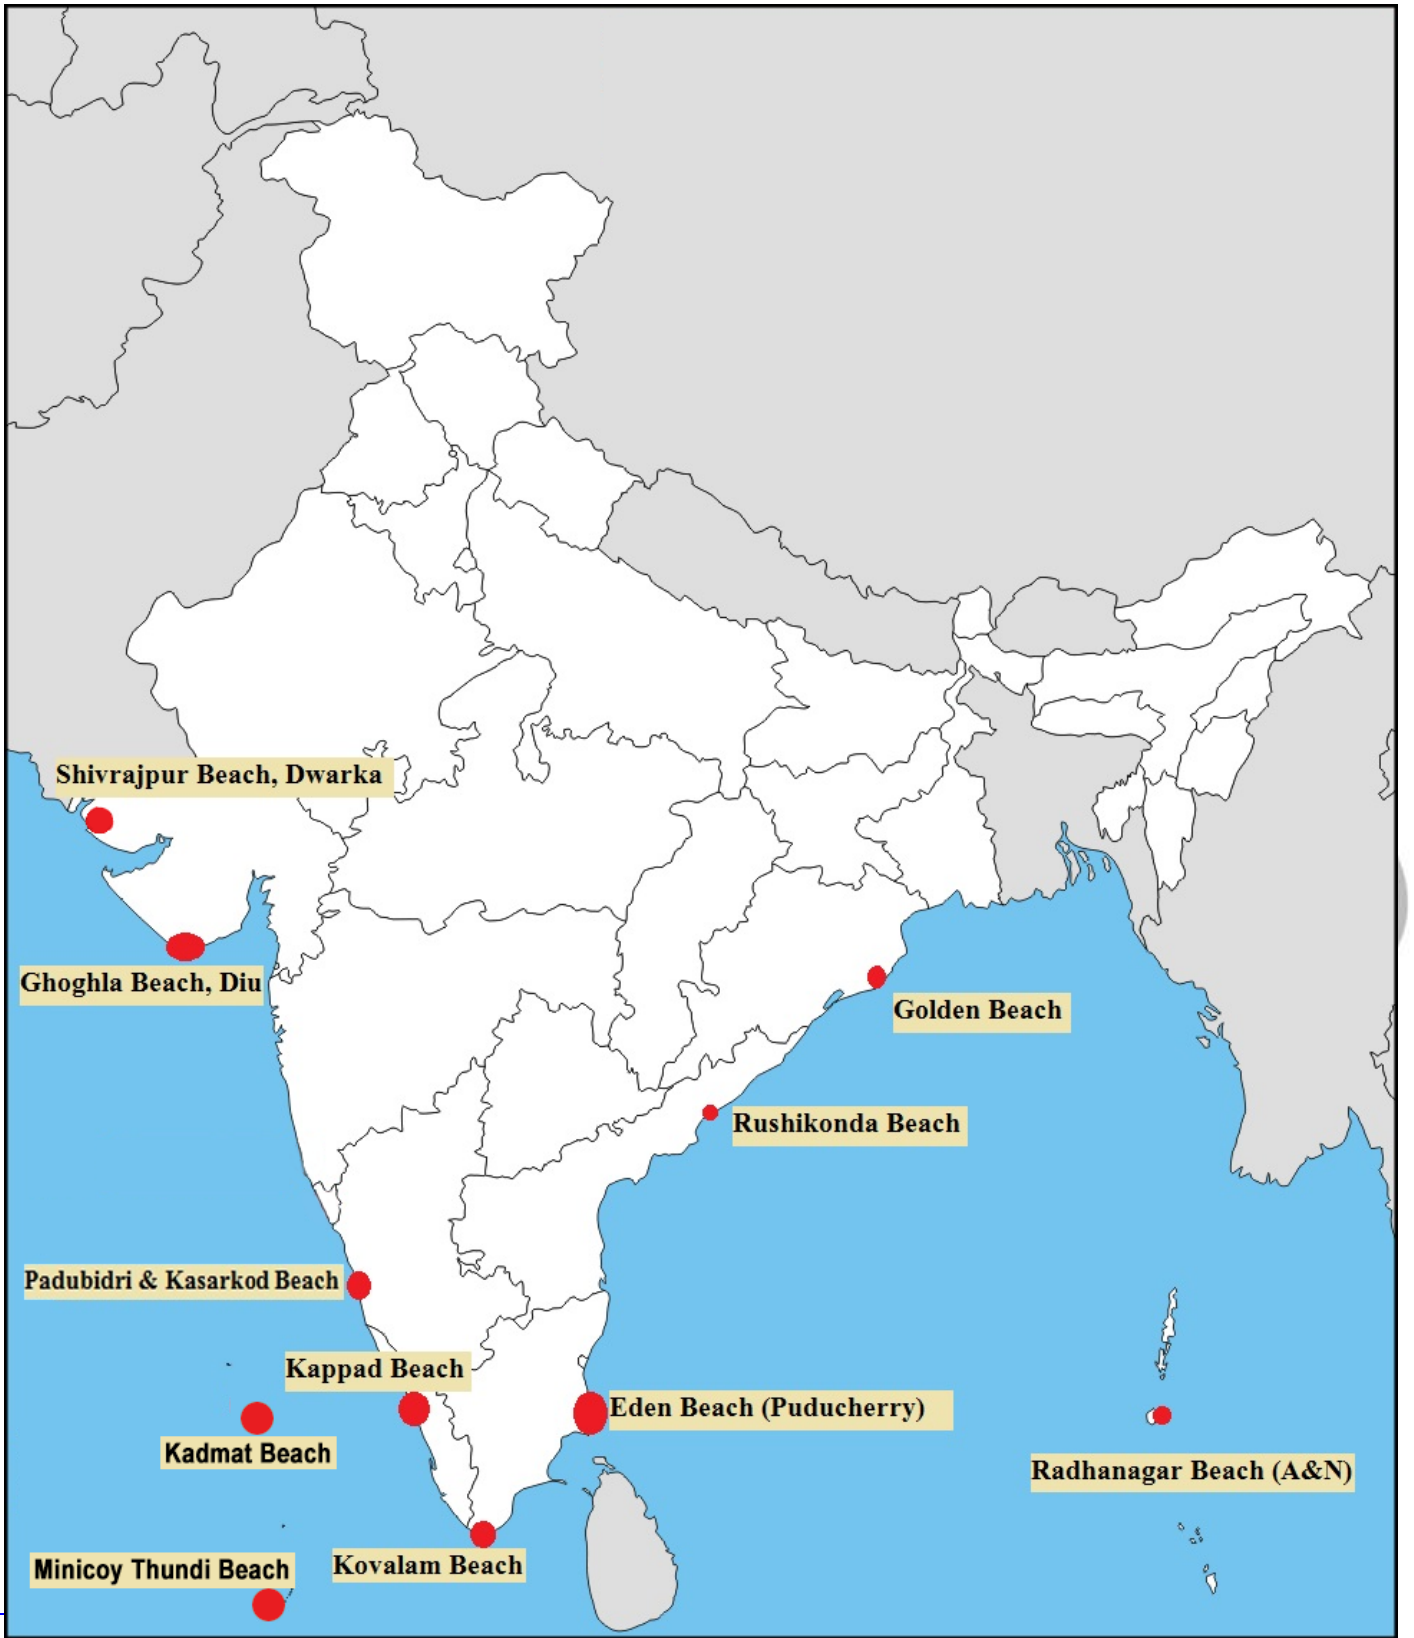 Shivrajpur Beach, Dwarka
Ghoghla Beach, Diu
Golden Beach
Rushikonda Beach
Padubidri & Kasarkod Beach
Kappad Beach
Eden Beach (Puducherry)
Kadmat Beach
Radhanagar Beach (A&N)
Kovalam Beach
Minicoy Thundi Beach